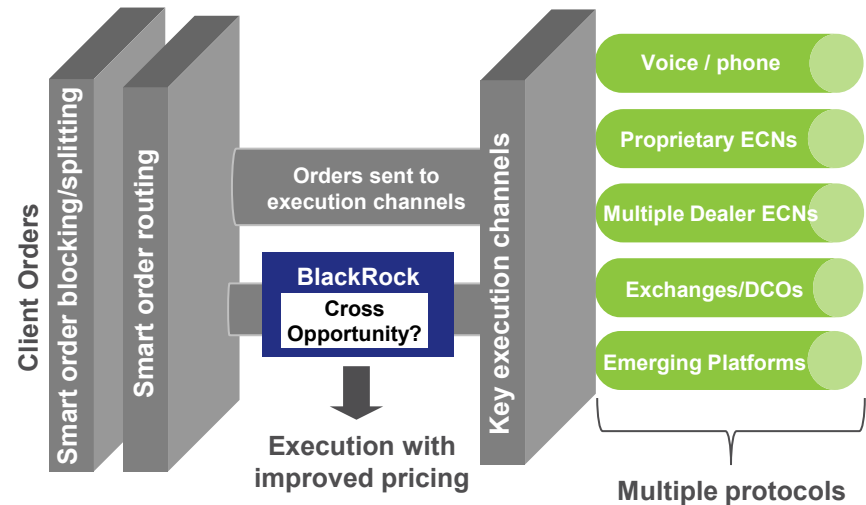 Client Orders
Smart order blocking/splitting
Smart order routing
Orders sent to
execution channels
BlackRock
Cross
Opportunity?
Execution with
improved pricing
Key execution channels
Voice / phone
Proprietary ECNs
Multiple Dealer ECNs
Exchanges/DCOs
Emerging Platforms
Multiple protocols